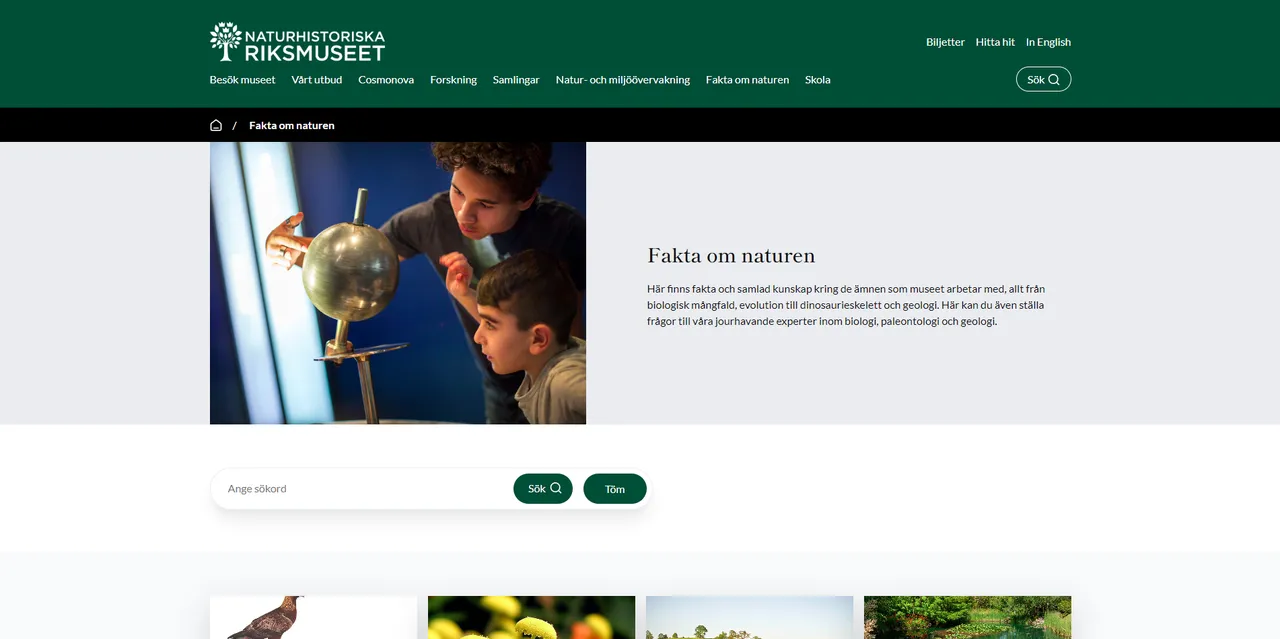 NATURHISTORISKA
RIKSMUSEET
Biljetter Hitta hit In English
Besök museet Vårt utbud Cosmonova Forskning Samlingar Natur- och miljöövervakning Fakta om naturen Skola Sök
/ Fakta om naturen
Fakta om naturen
Här finns fakta och samlad kunskap kring de ämnen som museet arbetar med, allt från
biologisk mångfald, evolution till dinosaurieskelett och geologi. Här kan du även ställa
frågor till våra jourhavande experter inom biologi, paleontologi och geologi.
Ange sökord Sök Töm